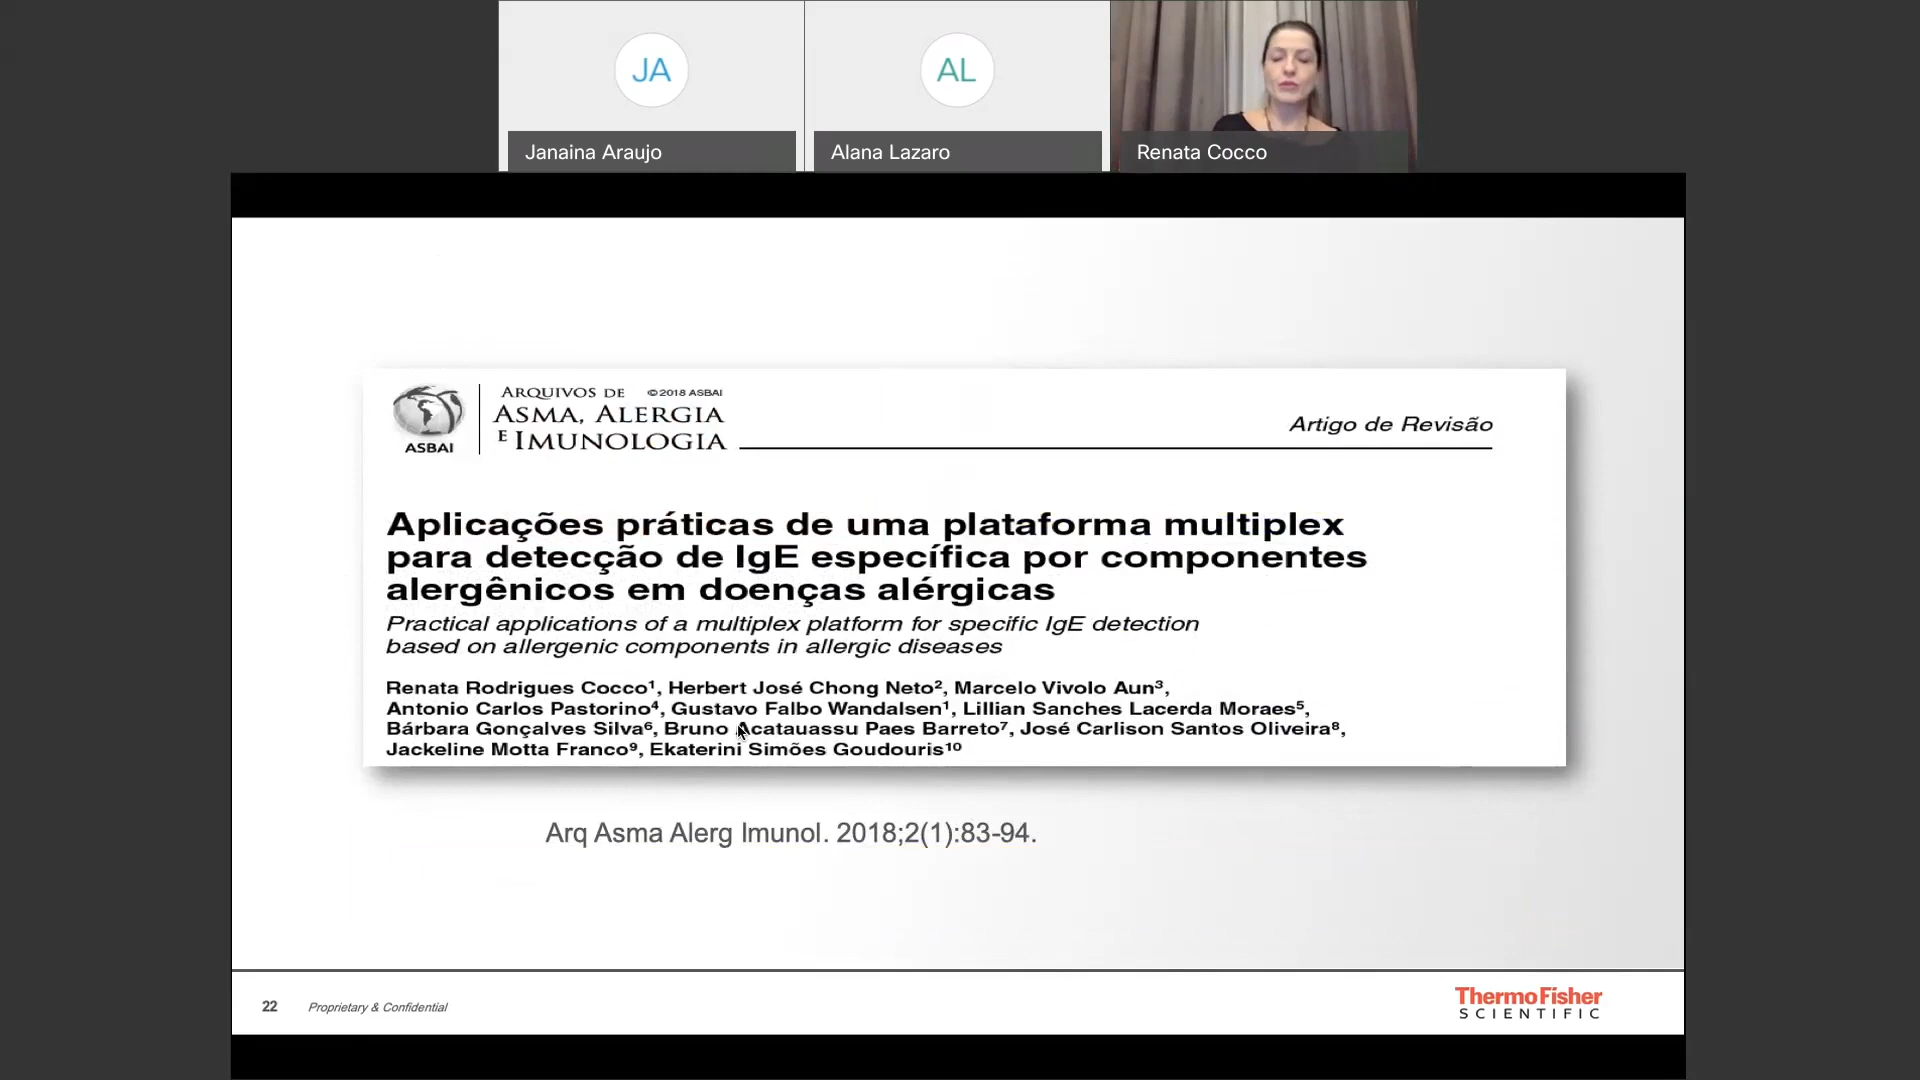 JA
AL
Janaina Araujo
Alana Lazaro
Renata Cocco
ARQUIVOS DE © 2018 ASBAI
ASMA, ALERGIA
E IMUNOLOGIA
ASBAI
Artigo de Revisão
Aplicações práticas de uma plataforma multiplex
para detecção de IgE específica por componentes
alergênicos em doenças alérgicas
Practical applications of a multiplex platform for specific IgE detection
based on allergenic components in allergic diseases
Renata Rodrigues Cocco¹, Herbert José Chong Neto², Marcelo Vivolo Aun³,
Antonio Carlos Pastorino⁴, Gustavo Falbo Wandalsen¹, Lillian Sanches Lacerda Moraes⁵,
Bárbara Gonçalves Silva⁶, Bruno Acatauassu Paes Barreto⁷, José Carlison Santos Oliveira⁸,
Jackeline Motta Franco⁹, Ekaterini Simões Goudouris¹⁰
Arq Asma Alerg Imunol. 2018;2(1):83-94.
22 Proprietary & Confidential
ThermoFisher
SCIENTIFIC